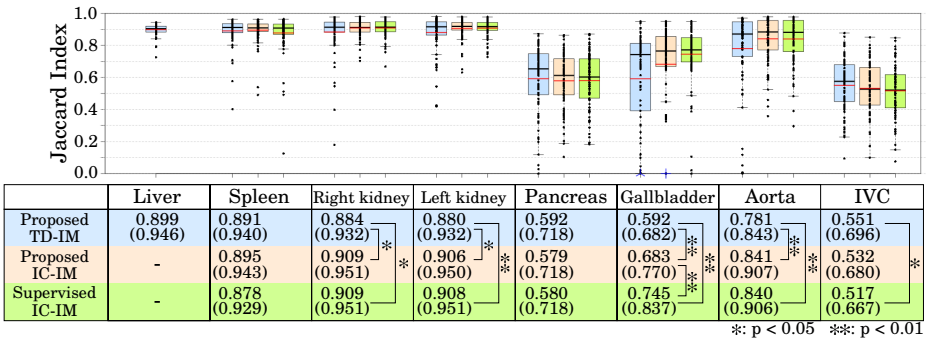 Jaccard Index
1.0
0.8
0.6
0.4
0.2
0.0
Liver Spleen Right kidney Left kidney Pancreas Gallbladder Aorta IVC
Proposed TD-IM 0.899 (0.946) 0.891 (0.940) 0.884 (0.932) 0.880 (0.932) 0.592 (0.718) 0.592 (0.682) 0.781 (0.843) 0.551 (0.696)
* * * ** ** ** * ** *
Proposed IC-IM - 0.895 (0.943) 0.909 (0.951) 0.906 (0.950) 0.579 (0.718) 0.683 (0.770) 0.841 (0.907) 0.532 (0.680)
**
Supervised IC-IM - 0.878 (0.929) 0.909 (0.951) 0.908 (0.951) 0.580 (0.718) 0.745 (0.837) 0.840 (0.906) 0.517 (0.667)
*: p < 0.05 **: p < 0.01